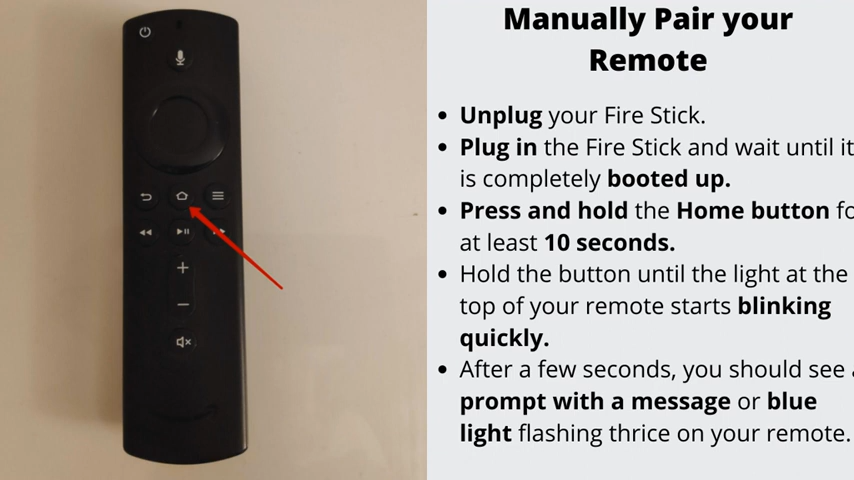 Manually Pair your
Remote
• Unplug your Fire Stick.
• Plug in the Fire Stick and wait until it
is completely booted up.
• Press and hold the Home button fo
at least 10 seconds.
• Hold the button until the light at the
top of your remote starts blinking
quickly.
• After a few seconds, you should see
prompt with a message or blue
light flashing thrice on your remote.